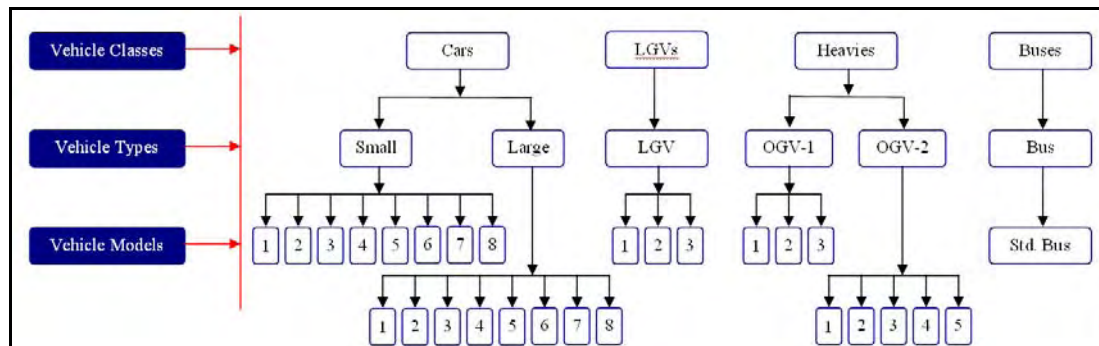 Vehicle Classes Cars LGVs Heavies Buses
Vehicle Types Small Large LGV OGV-1 OGV-2 Bus
Vehicle Models 1 2 3 4 5 6 7 8 1 2 3 1 2 3 Std. Bus
1 2 3 4 5 6 7 8 1 2 3 4 5